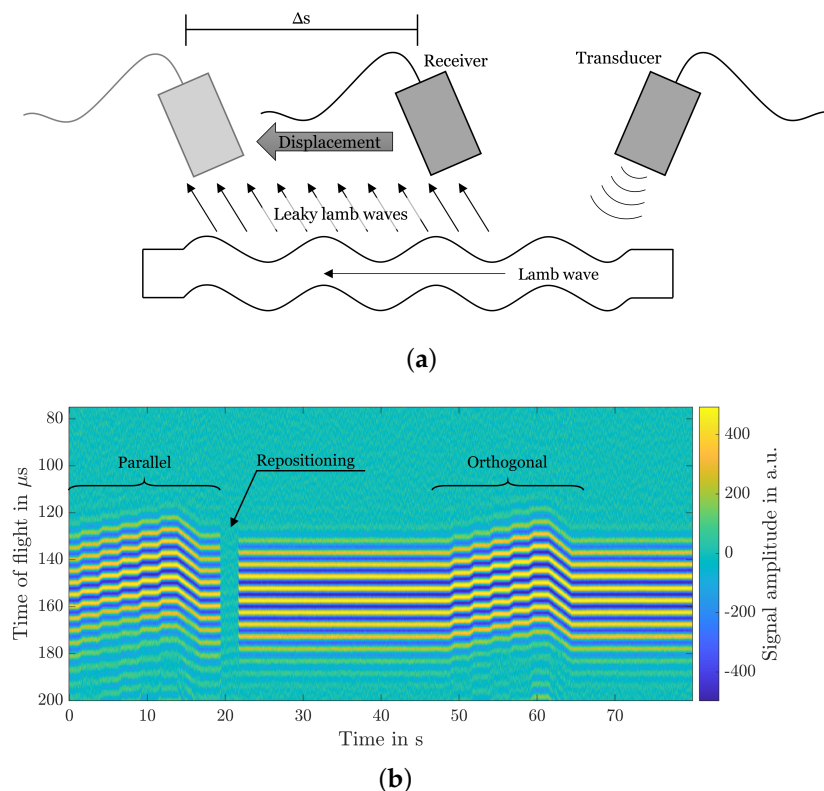 Δs
Receiver
Transducer
Displacement
Leaky lamb waves
Lamb wave
(a)
80
100
120
140
160
180
200
Time of flight in μs
0
10
20
30
40
50
60
70
Time in s
Parallel
Repositioning
Orthogonal
400
200
0
-200
-400
Signal amplitude in a.u.
(b)